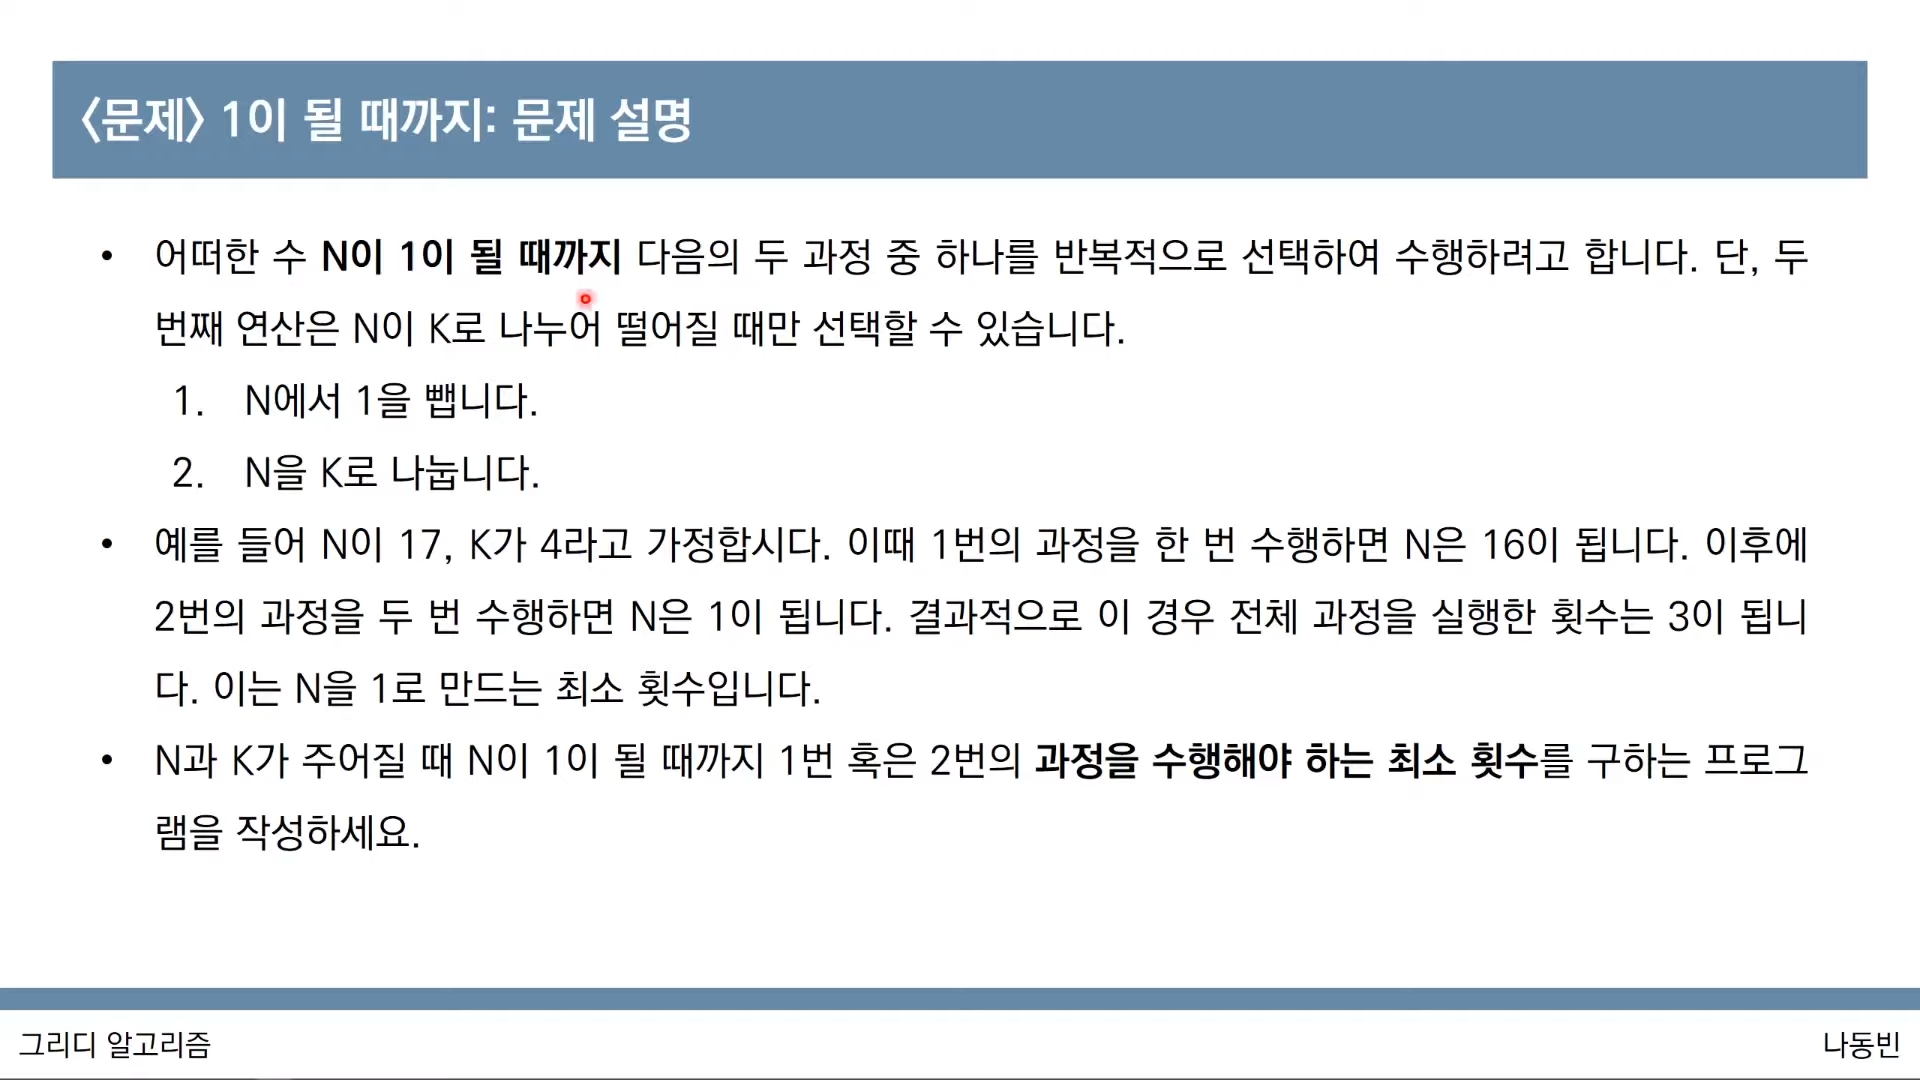 <문제> 1이 될 때까지: 문제 설명
• 어떠한 수 N이 1이 될 때까지 다음의 두 과정 중 하나를 반복적으로 선택하여 수행하려고 합니다. 단, 두
번째 연산은 N이 K로 나누어 떨어질 때만 선택할 수 있습니다.
1. N에서 1을 뺍니다.
2. N을 K로 나눕니다.
• 예를 들어 N이 17, K가 4라고 가정합시다. 이때 1번의 과정을 한 번 수행하면 N은 16이 됩니다. 이후에
2번의 과정을 두 번 수행하면 N은 1이 됩니다. 결과적으로 이 경우 전체 과정을 실행한 횟수는 3이 됩니
다. 이는 N을 1로 만드는 최소 횟수입니다.
• N과 K가 주어질 때 N이 1이 될 때까지 1번 혹은 2번의 과정을 수행해야 하는 최소 횟수를 구하는 프로그
램을 작성하세요.
그리디 알고리즘
나동빈